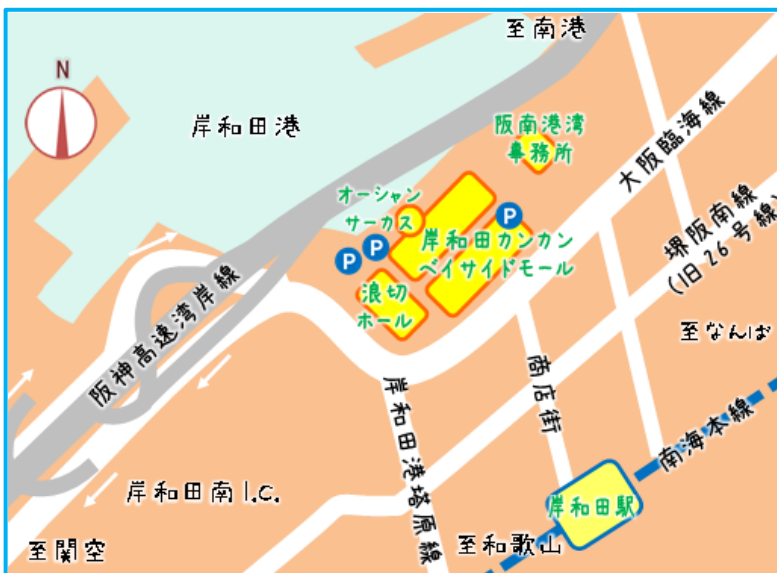 至南港
N
岸和田港
阪南港湾
事務所
大阪臨海線
オーシャン
サーカス
P
岸和田カンカン
ベイサイドモール
堺阪南線
(旧26号線)
P
P
浪切
ホール
阪神高速湾岸線
至なんば
商店街
岸和田港塔原線
南海本線
岸和田南I.C.
岸和田駅
至関空
至和歌山